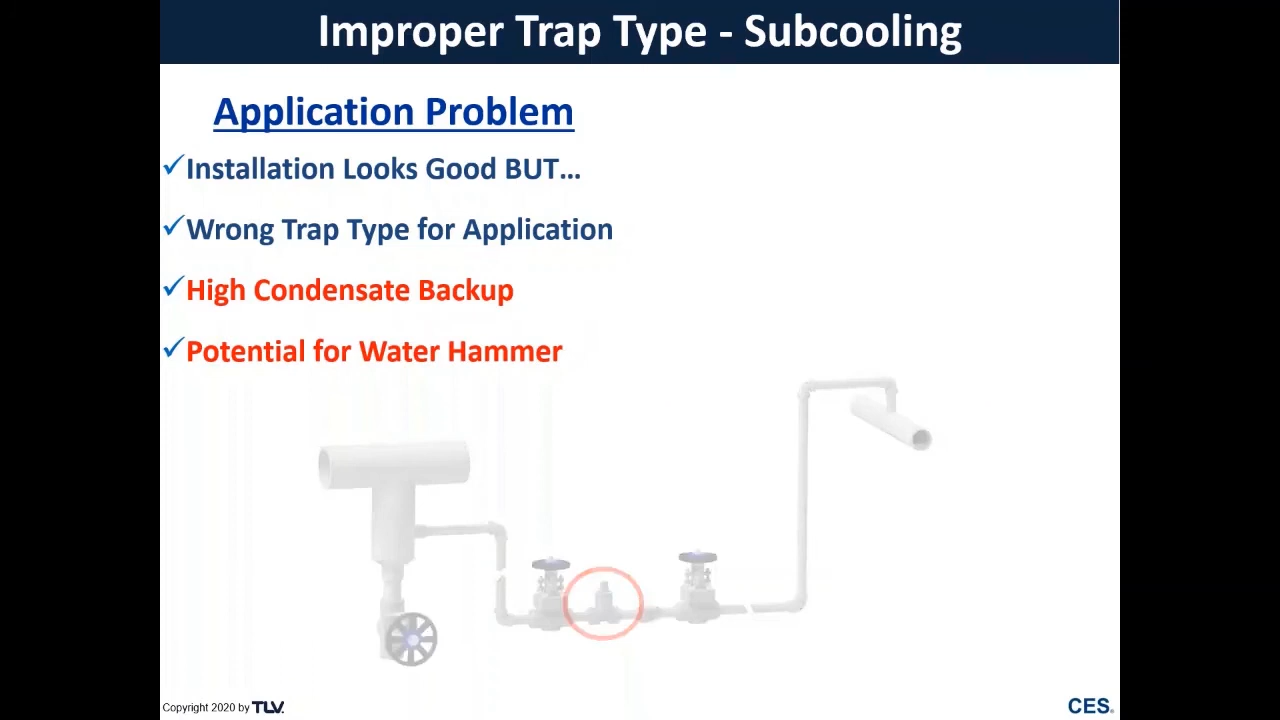 Improper Trap Type - Subcooling
Application Problem
✓Installation Looks Good BUT...
✓Wrong Trap Type for Application
✓High Condensate Backup
✓Potential for Water Hammer
Copyright 2020 by TLV.
CES®